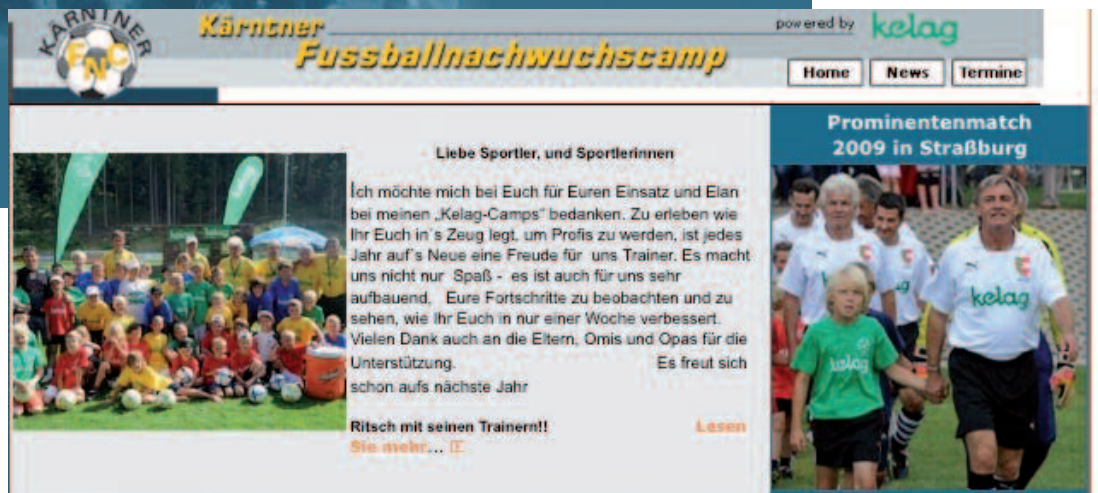 KÄRNTNER
FNC
Kärntner
Fussballnachwuchscamp
powered by kelag
Home News Termine
Liebe Sportler, und Sportlerinnen
Ich möchte mich bei Euch für Euren Einsatz und Elan
bei meinen „Kelag-Camps" bedanken. Zu erleben wie
Ihr Euch in`s Zeug legt, um Profis zu werden, ist jedes
Jahr auf´s Neue eine Freude für uns Trainer. Es macht
uns nicht nur Spaß - es ist auch für uns sehr
aufbauend, Eure Fortschritte zu beobachten und zu
sehen, wie Ihr Euch in nur einer Woche verbessert.
Vielen Dank auch an die Eltern, Omis und Opas für die
Unterstützung. Es freut sich
schon aufs nächste Jahr
Ritsch mit seinen Trainern!! Lesen
Sie mehr...
Prominentenmatch
2009 in Straßburg
kelag
kelag